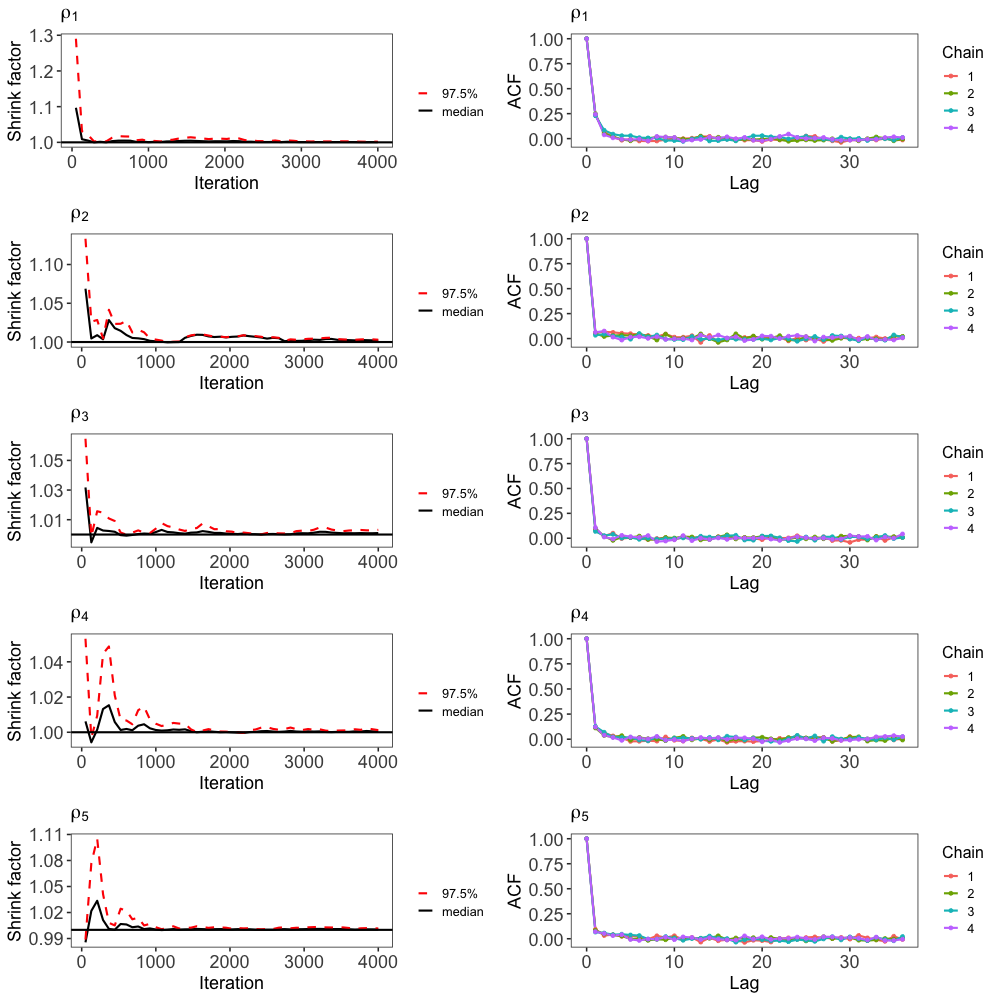 ρ1
Shrink factor
1.3
1.2
1.1
1.0
0 1000 2000 3000 4000
Iteration
97.5%
median
ρ1
ACF
1.00
0.75
0.50
0.25
0.00
0 10 20 30
Lag
Chain
1
2
3
4
ρ2
Shrink factor
1.10
1.05
1.00
0 1000 2000 3000 4000
Iteration
97.5%
median
ρ2
ACF
1.00
0.75
0.50
0.25
0.00
0 10 20 30
Lag
Chain
1
2
3
4
ρ3
Shrink factor
1.05
1.03
1.01
0 1000 2000 3000 4000
Iteration
97.5%
median
ρ3
ACF
1.00
0.75
0.50
0.25
0.00
0 10 20 30
Lag
Chain
1
2
3
4
ρ4
Shrink factor
1.04
1.02
1.00
0 1000 2000 3000 4000
Iteration
97.5%
median
ρ4
ACF
1.00
0.75
0.50
0.25
0.00
0 10 20 30
Lag
Chain
1
2
3
4
ρ5
Shrink factor
1.11
1.08
1.05
1.02
0.99
0 1000 2000 3000 4000
Iteration
97.5%
median
ρ5
ACF
1.00
0.75
0.50
0.25
0.00
0 10 20 30
Lag
Chain
1
2
3
4